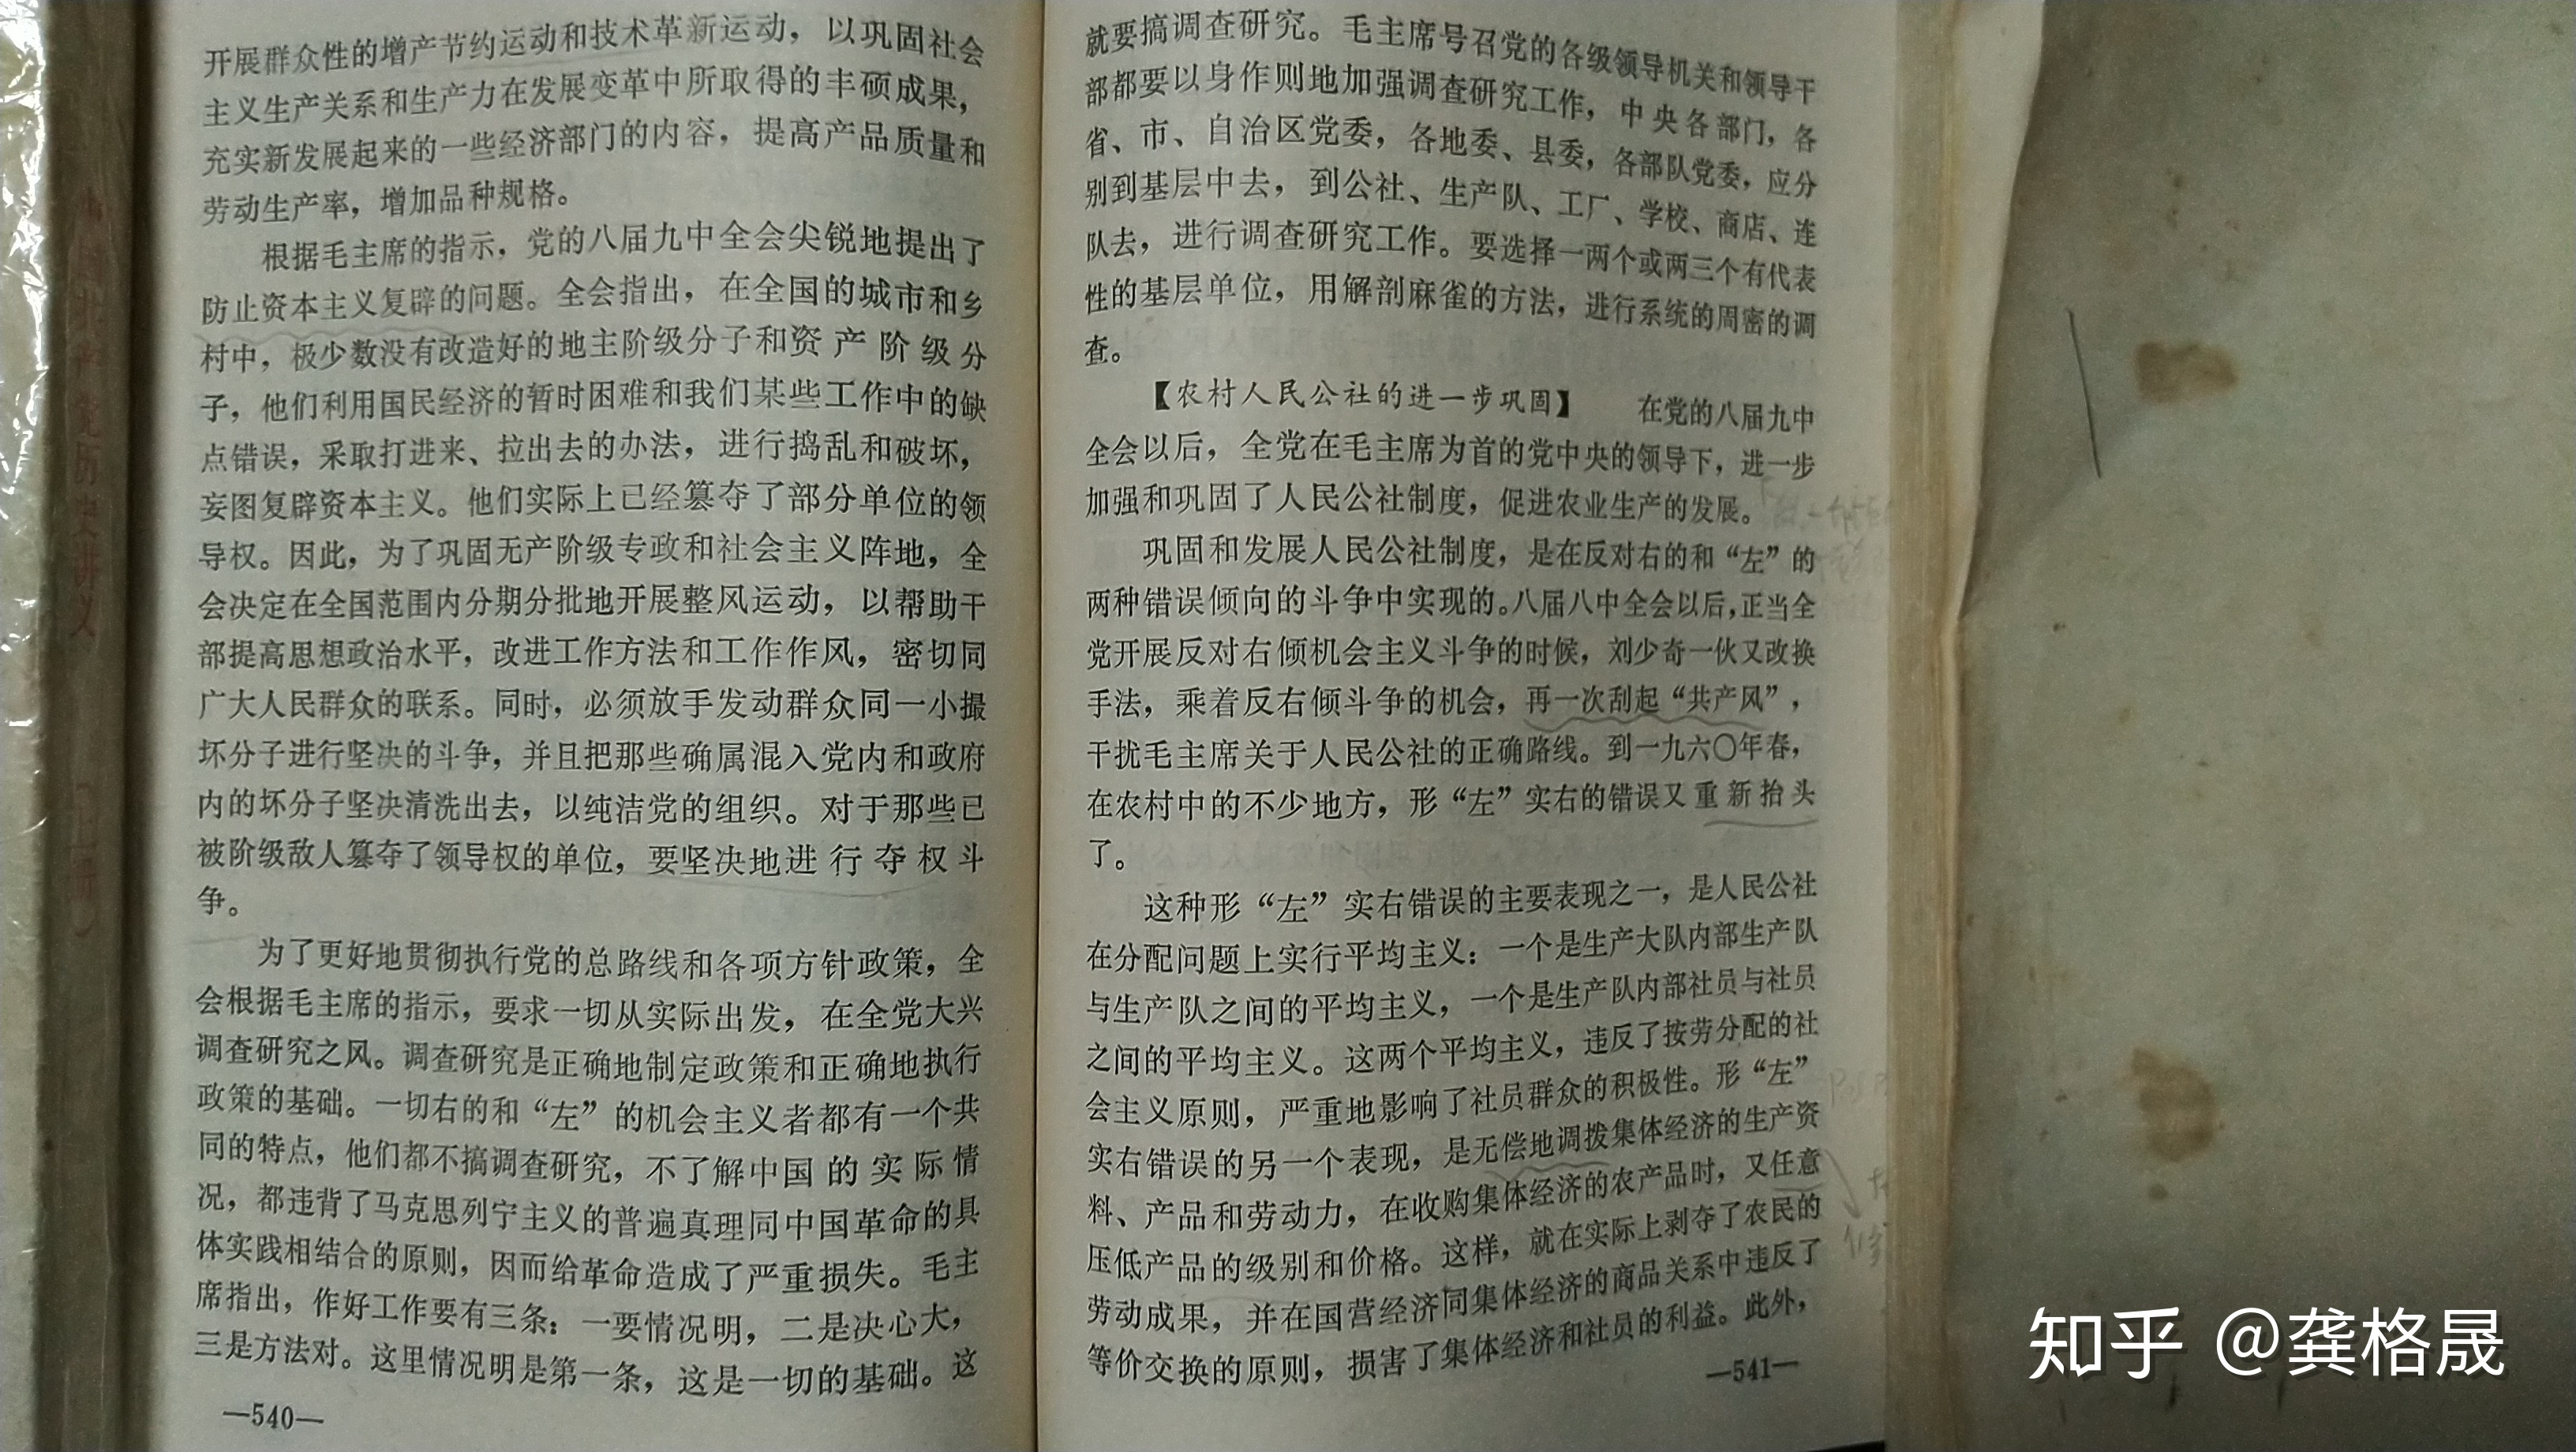 开展群众性的增产节约运动和技术革新运动，以巩固社会
主义生产关系和生产力在发展变革中所取得的丰硕成果，
充实新发展起来的一些经济部门的内容，提高产品质量和
劳动生产率，增加品种规格。
根据毛主席的指示，党的八届九中全会尖锐地提出了
防止资本主义复辟的问题。全会指出，在全国的城市和乡
村中，极少数没有改造好的地主阶级分子和资产阶级分
子，他们利用国民经济的暂时困难和我们某些工作中的缺
点错误，采取打进来、拉出去的办法，进行捣乱和破坏，
妄图复辟资本主义。他们实际上已经篡夺了部分单位的领
导权。因此，为了巩固无产阶级专政和社会主义阵地，全
会决定在全国范围内分期分批地开展整风运动，以帮助干
部提高思想政治水平，改进工作方法和工作作风，密切同
广大人民群众的联系。同时，必须放手发动群众同一小撮
坏分子进行坚决的斗争，并且把那些确属混入党内和政府
内的坏分子坚决清洗出去，以纯洁党的组织。对于那些已
被阶级敌人篡夺了领导权的单位，要坚决地进行夺权斗
争。
为了更好地贯彻执行党的总路线和各项方针政策，全
会根据毛主席的指示，要求一切从实际出发，在全党大兴
调查研究之风。调查研究是正确地制定政策和正确地执行
政策的基础。一切右的和“左”的机会主义者都有一个共
同的特点，他们都不搞调查研究，不了解中国的实际情
况，都违背了马克思列宁主义的普遍真理同中国革命的具
体实践相结合的原则，因而给革命造成了严重损失。毛主
席指出，作好工作要有三条：一要情况明，二是决心大，
三是方法对。这里情况明是第一条，这是一切的基础。这
—540—
就要搞调查研究。毛主席号召党的各级领导机关和领导干
部都要以身作则地加强调查研究工作，中央各部门，各
省、市、自治区党委，各地委、县委，各部队党委，应分
别到基层中去，到公社、生产队、工厂、学校、商店、连
队去，进行调查研究工作。要选择一两个或两三个有代表
性的基层单位，用解剖麻雀的方法，进行系统的周密的调
查。
【农村人民公社的进一步巩固】 在党的八届九中
全会以后，全党在毛主席为首的党中央的领导下，进一步
加强和巩固了人民公社制度，促进农业生产的发展。
巩固和发展人民公社制度，是在反对右的和“左”的
两种错误倾向的斗争中实现的。八届八中全会以后，正当全
党开展反对右倾机会主义斗争的时候，刘少奇一伙又改换
手法，乘着反右倾斗争的机会，再一次刮起“共产风”，
干扰毛主席关于人民公社的正确路线。到一九六〇年春，
在农村中的不少地方，形“左”实右的错误又重新抬头
了。
这种形“左”实右错误的主要表现之一，是人民公社
在分配问题上实行平均主义：一个是生产大队内部生产队
与生产队之间的平均主义，一个是生产队内部社员与社员
之间的平均主义。这两个平均主义，违反了按劳分配的社
会主义原则，严重地影响了社员群众的积极性。形“左”
实右错误的另一个表现，是无偿地调拨集体经济的生产资
料、产品和劳动力，在收购集体经济的农产品时，又任意
压低产品的级别和价格。这样，就在实际上剥夺了农民的
劳动成果，并在国营经济同集体经济的商品关系中违反了
等价交换的原则，损害了集体经济和社员的利益。此外，
—541—
知乎 @龚格晟